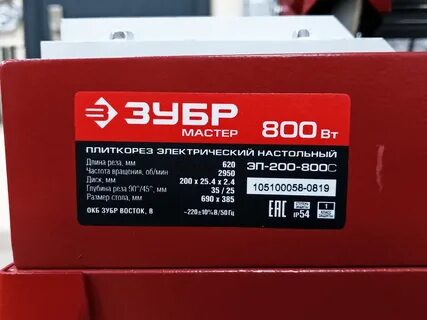 ЗУБР
МАСТЕР
800 Вт
ПЛИТКОРЕЗ ЭЛЕКТРИЧЕСКИЙ НАСТОЛЬНЫЙ
Длина реза, мм 620
ЭП-200-800С
Частота вращения, об/мин 2950
Диск, мм 200 x 25.4 x 2.4
105100058-0819
Глубина реза 90°/45°, мм 35 / 25
Размер стола, мм 690 x 385
ОКБ ЗУБР ВОСТОК, В
~220±10% В/50Гц
EAC
IP54
1